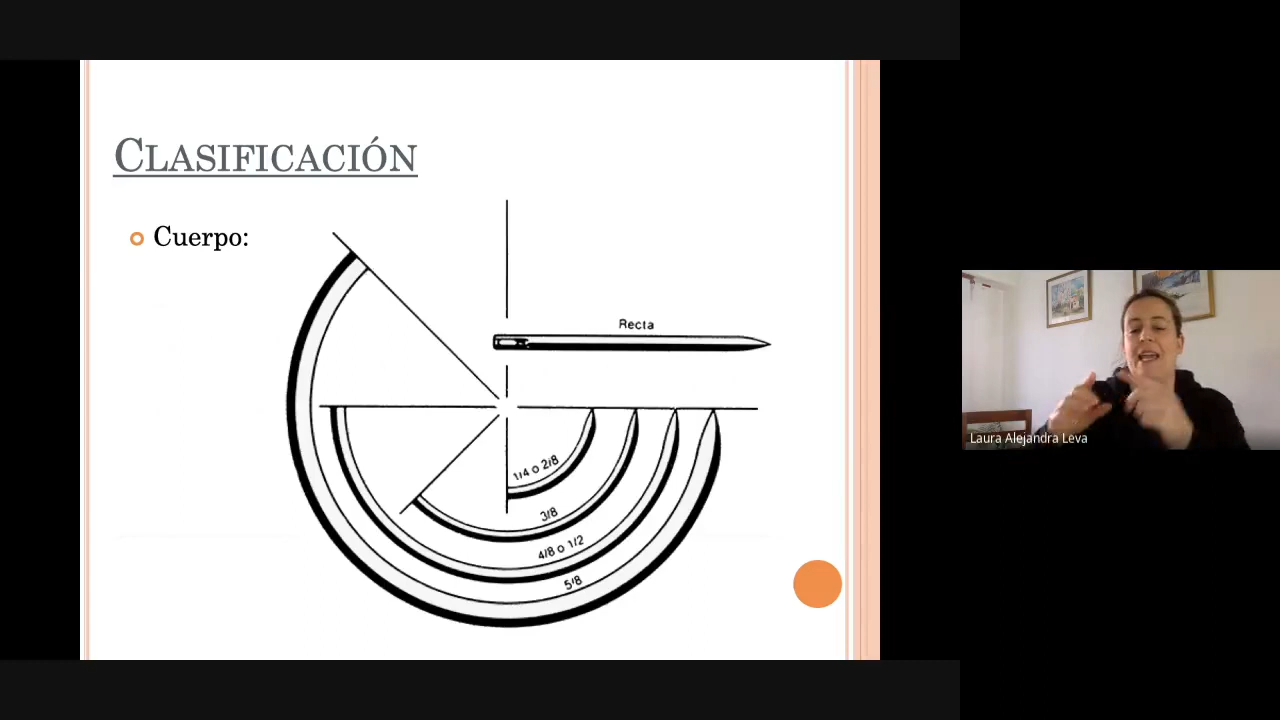 CLASIFICACIÓN
Cuerpo:
Recta
1/4 o 2/8
3/8
4/8 o 1/2
5/8
Laura Alejandra Leva